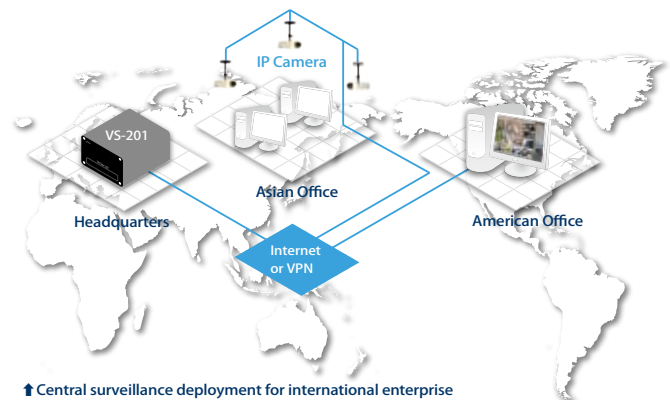 IP Camera
VS-201
Asian Office
Headquarters
American Office
Internet
or VPN
⬆Central surveillance deployment for international enterprise